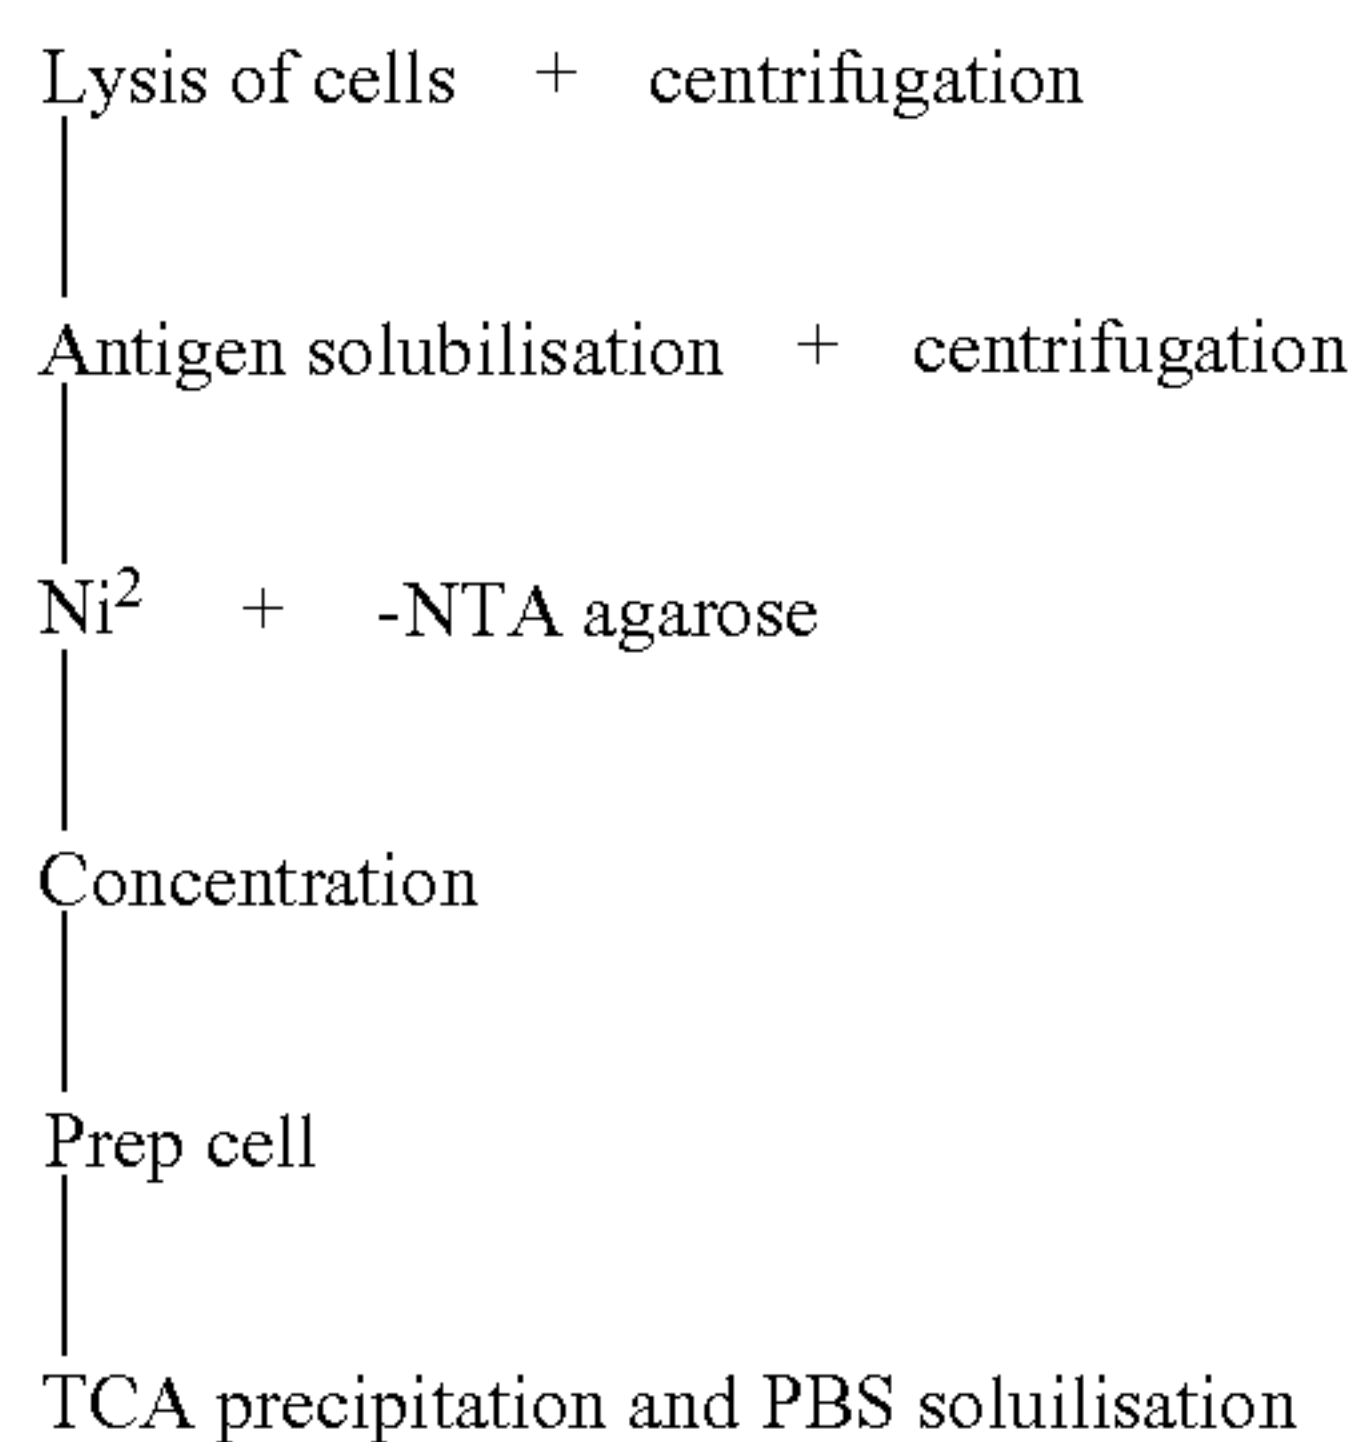 Lysis of cells + centrifugation
Antigen solubilisation + centrifugation
Ni² + -NTA agarose
Concentration
Prep cell
TCA precipitation and PBS soluilisation